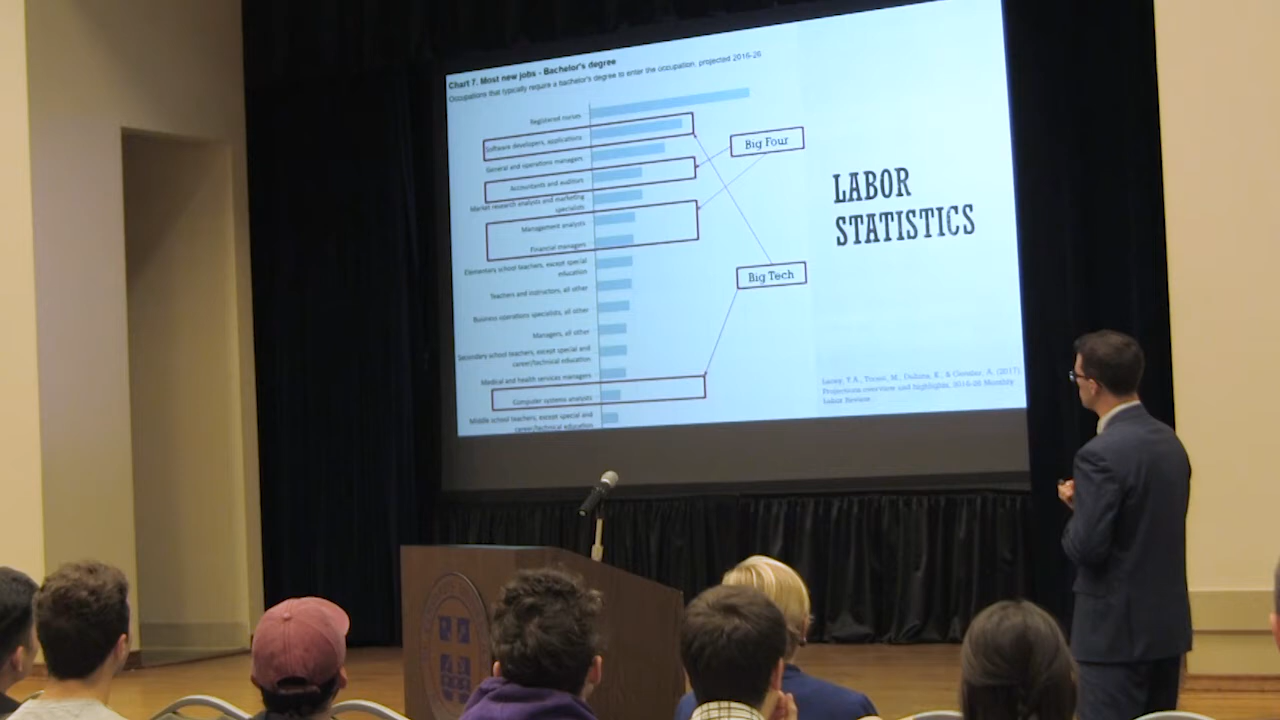 Chart 7. Most new jobs - Bachelor's degree
Occupations that typically require a bachelor's degree to enter the occupation, projected 2016-26
Registered nurses
Software developers, applications
General and operations managers
Accountants and auditors
Market research analysts and marketing
specialists
Management analysts
Financial managers
Elementary school teachers, except special
education
Teachers and instructors, all other
Business operations specialists, all other
Managers, all other
Secondary school teachers, except special and
career/technical education
Medical and health services managers
Computer systems analysts
Middle school teachers, except special and
career/technical education
Big Four
Big Tech
LABOR
STATISTICS
Lacey, T.A., M., K., & A. (2017)
Projections overview and highlights, 2016-26 Monthly
Labor Review